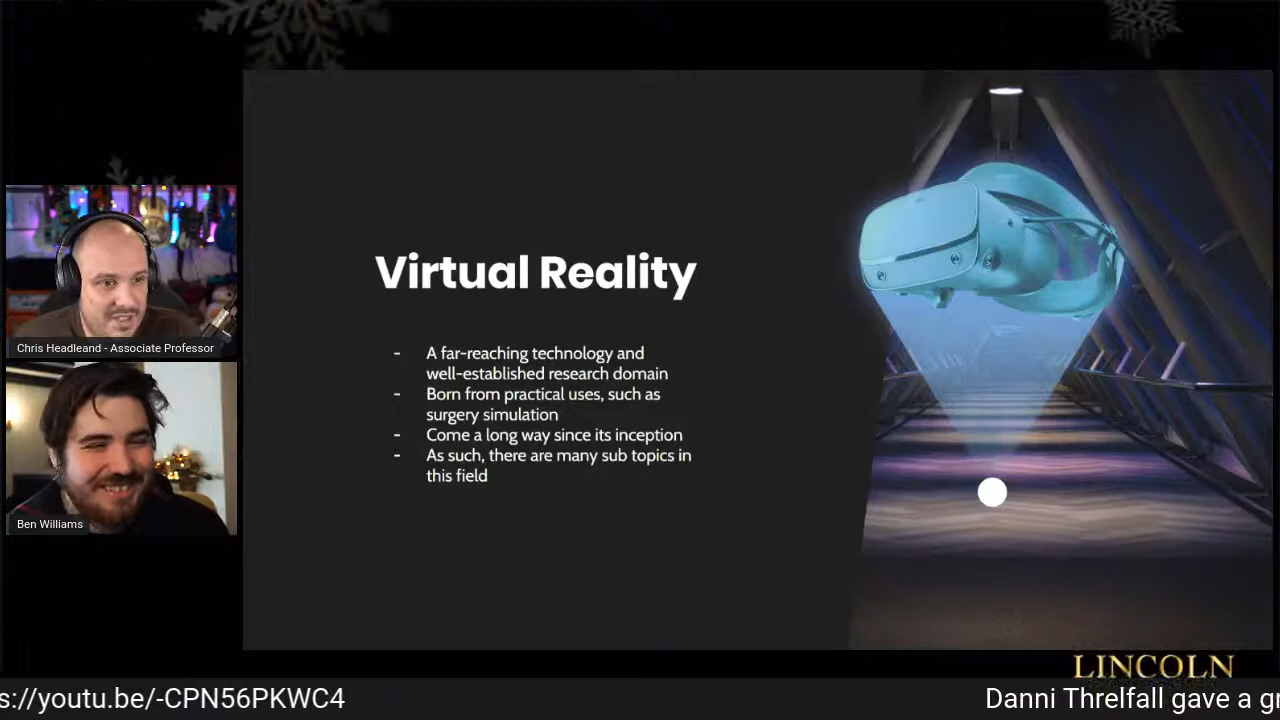 Virtual Reality
- A far-reaching technology and
well-established research domain
- Born from practical uses, such as
surgery simulation
- Come a long way since its inception
- As such, there are many sub topics in
this field
Chris Headleand - Associate Professor
Ben Williams
LINCOLN
s://youtu.be/-CPN56PKWC4
Danni Threlfall gave a gr